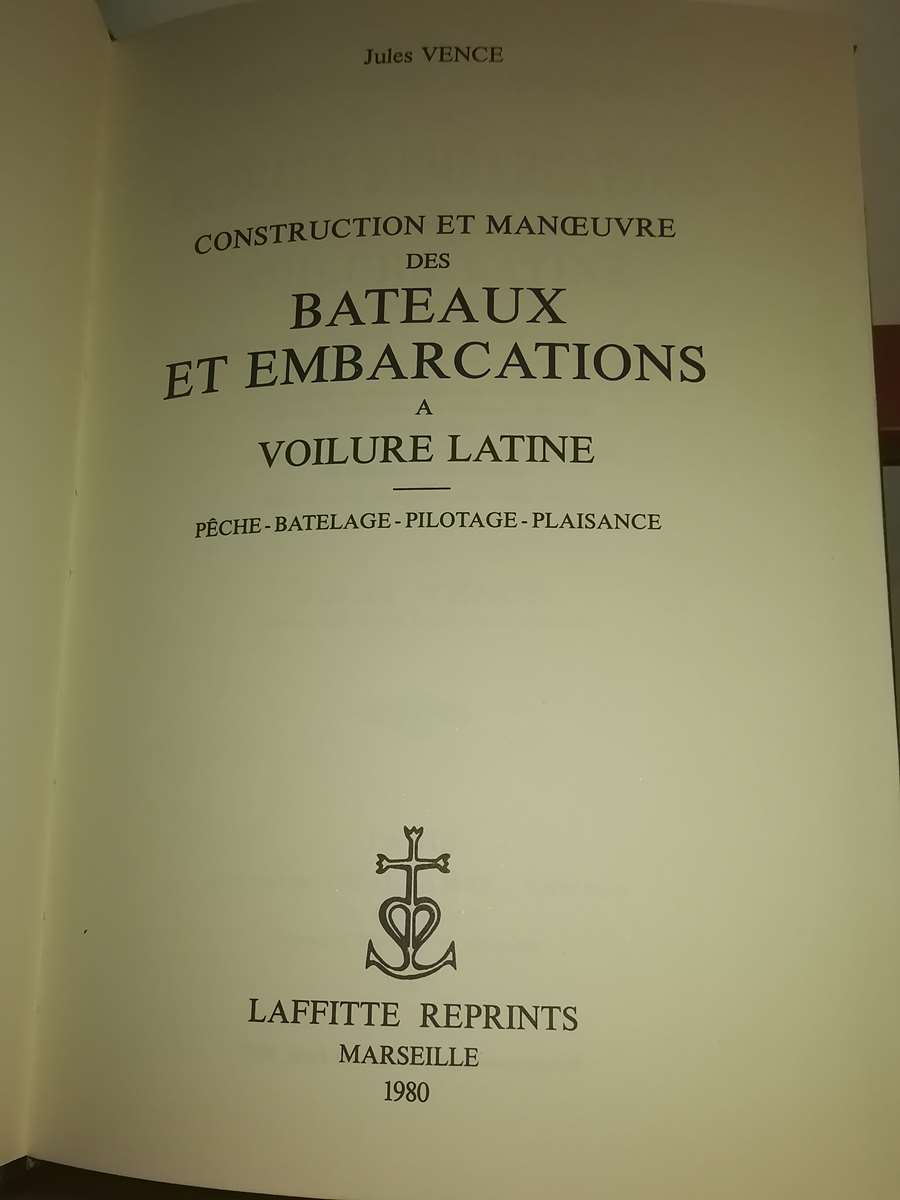 Jules VENCE
CONSTRUCTION ET MANŒUVRE
DES
BATEAUX
ET EMBARCATIONS
A
VOILURE LATINE
PÊCHE - BATELAGE - PILOTAGE - PLAISANCE
LAFFITTE REPRINTS
MARSEILLE
1980